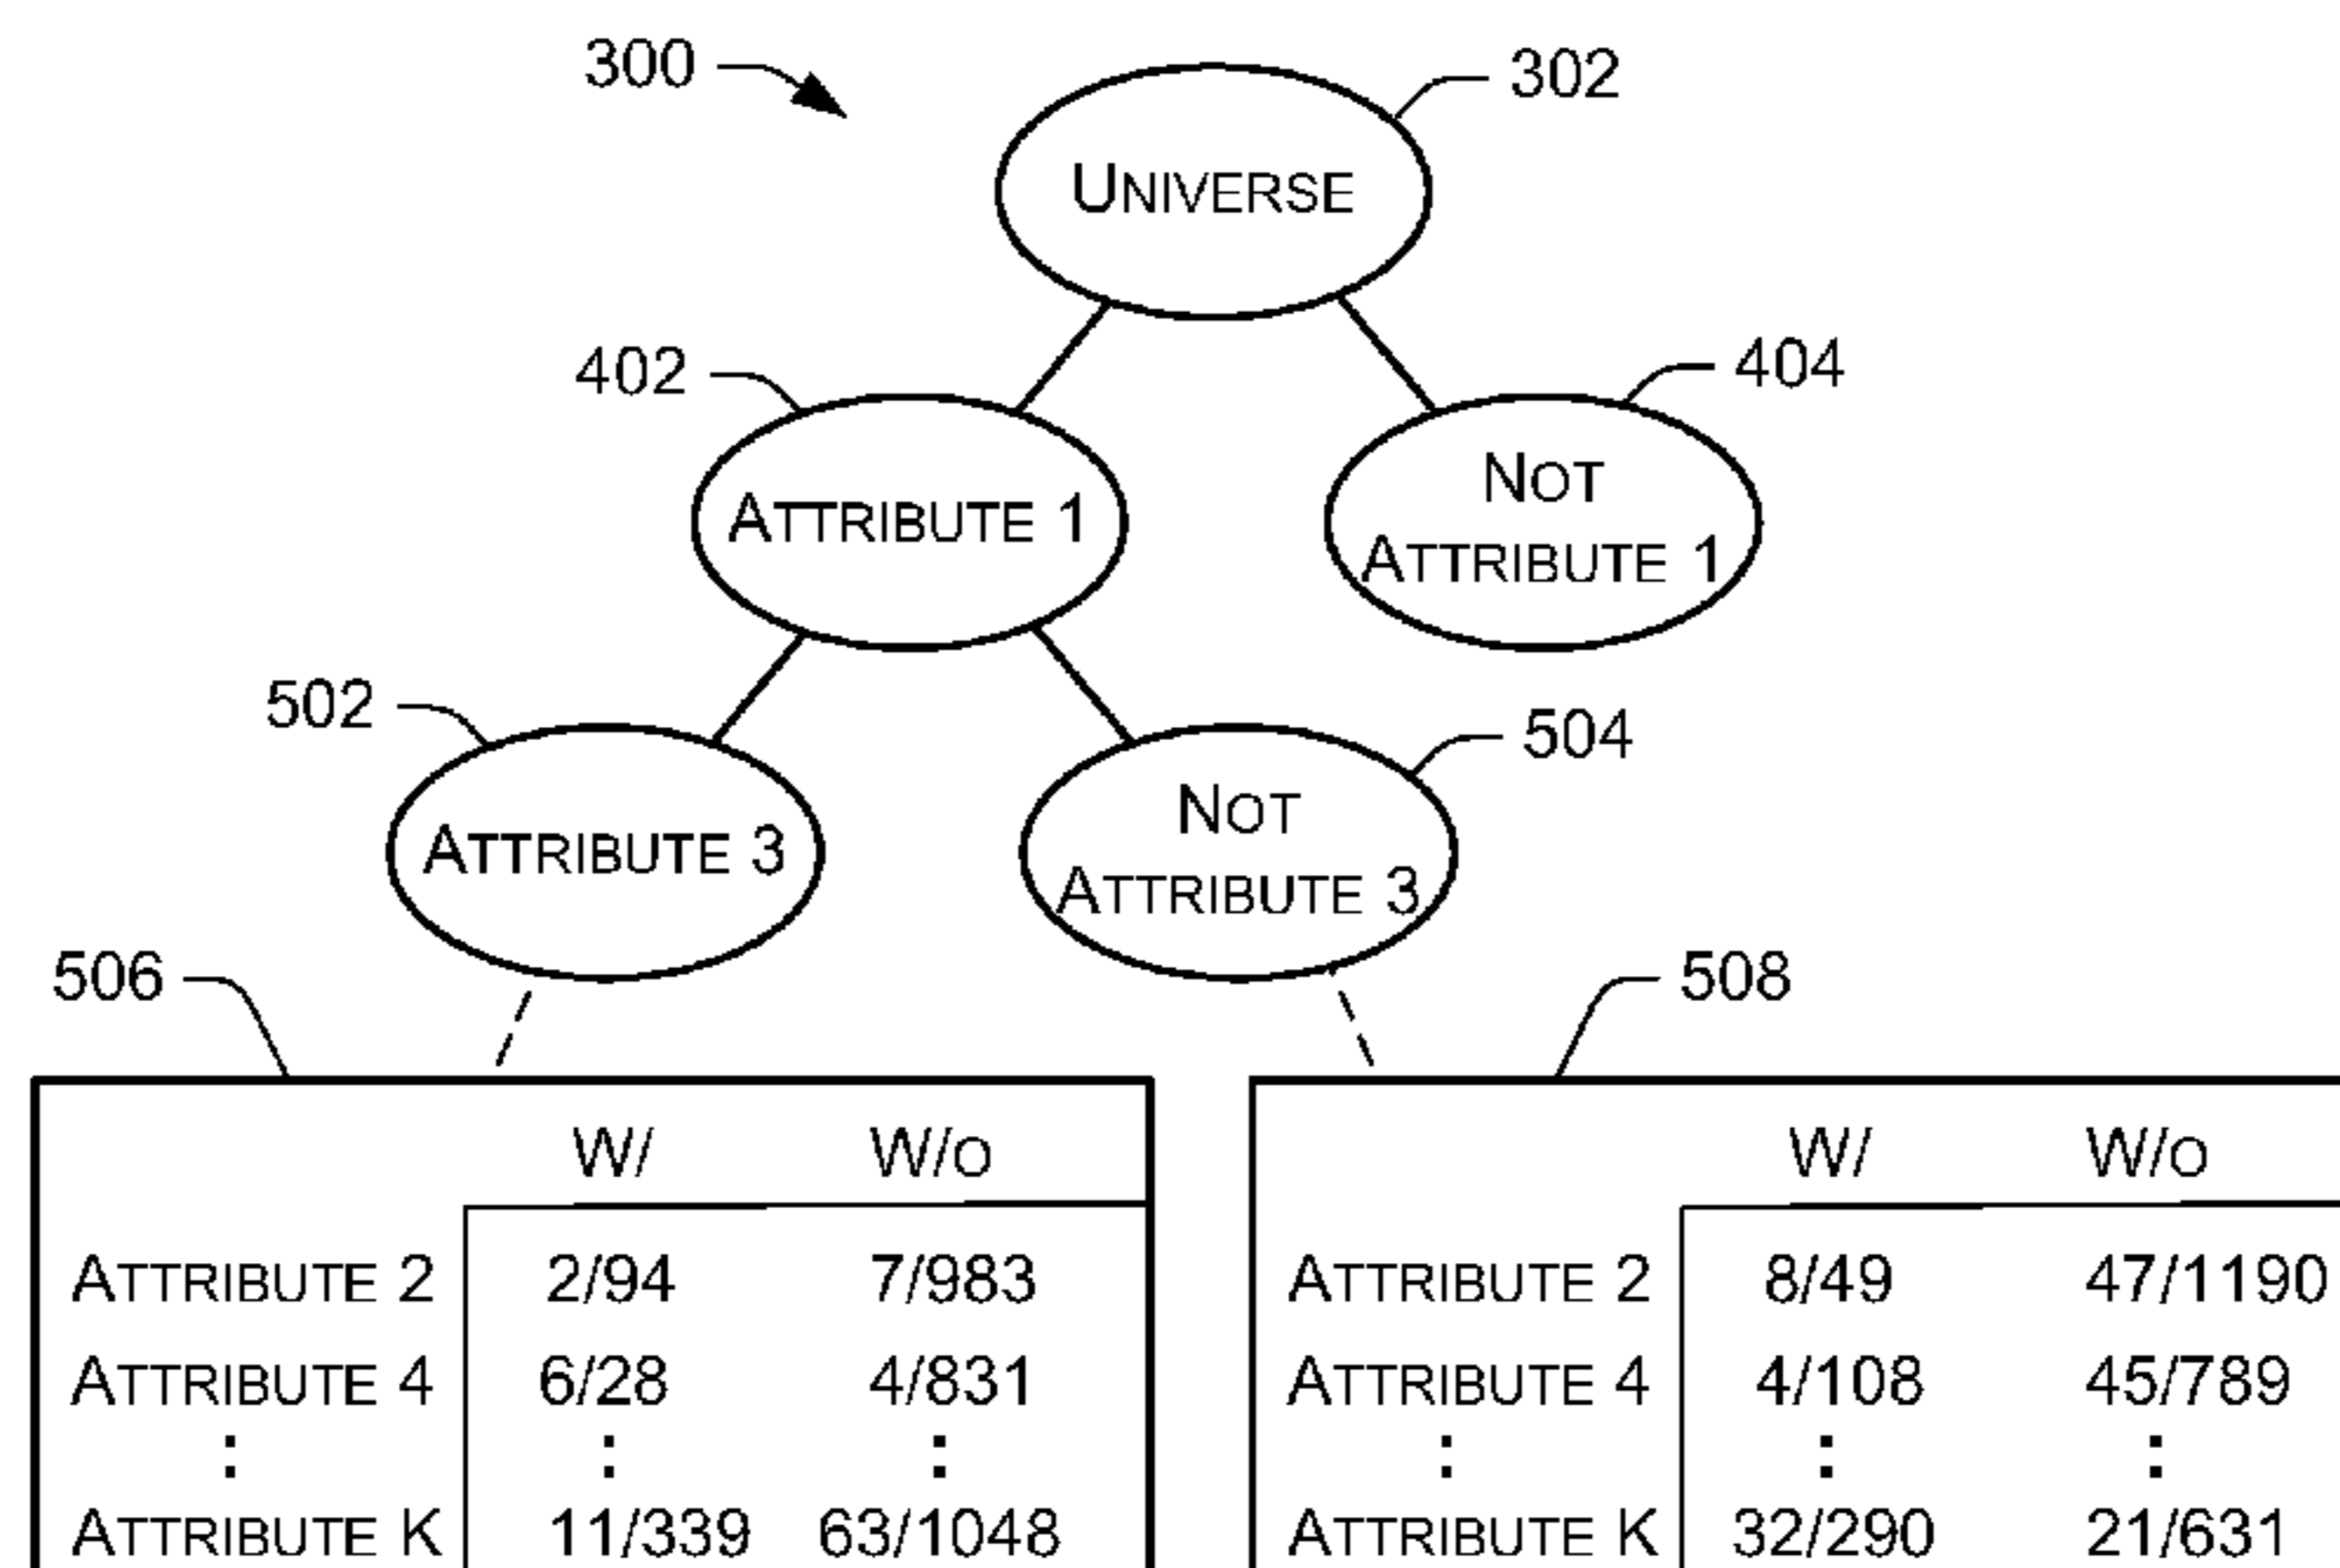 300
302
UNIVERSE
402
404
ATTRIBUTE 1
NOT
ATTRIBUTE 1
502
504
ATTRIBUTE 3
NOT
ATTRIBUTE 3
506
508
W/ W/O
ATTRIBUTE 2 2/94 7/983
ATTRIBUTE 4 6/28 4/831
: : :
ATTRIBUTE K 11/339 63/1048
W/ W/O
ATTRIBUTE 2 8/49 47/1190
ATTRIBUTE 4 4/108 45/789
: : :
ATTRIBUTE K 32/290 21/631